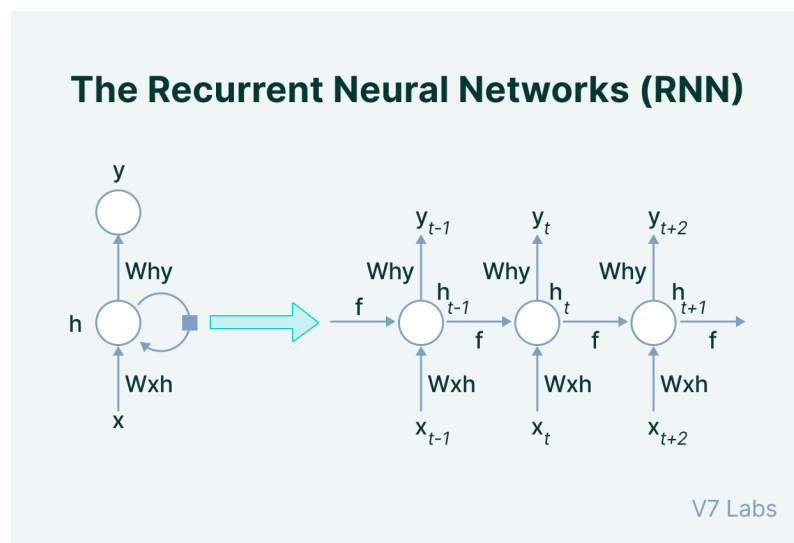 The Recurrent Neural Networks (RNN)
y
Why
h
Wxh
x
y t-1 y t y t+2
Why Why Why
h t-1 h t h t+1
f f f f
Wxh Wxh Wxh
x t-1 x t x t+2
V7 Labs